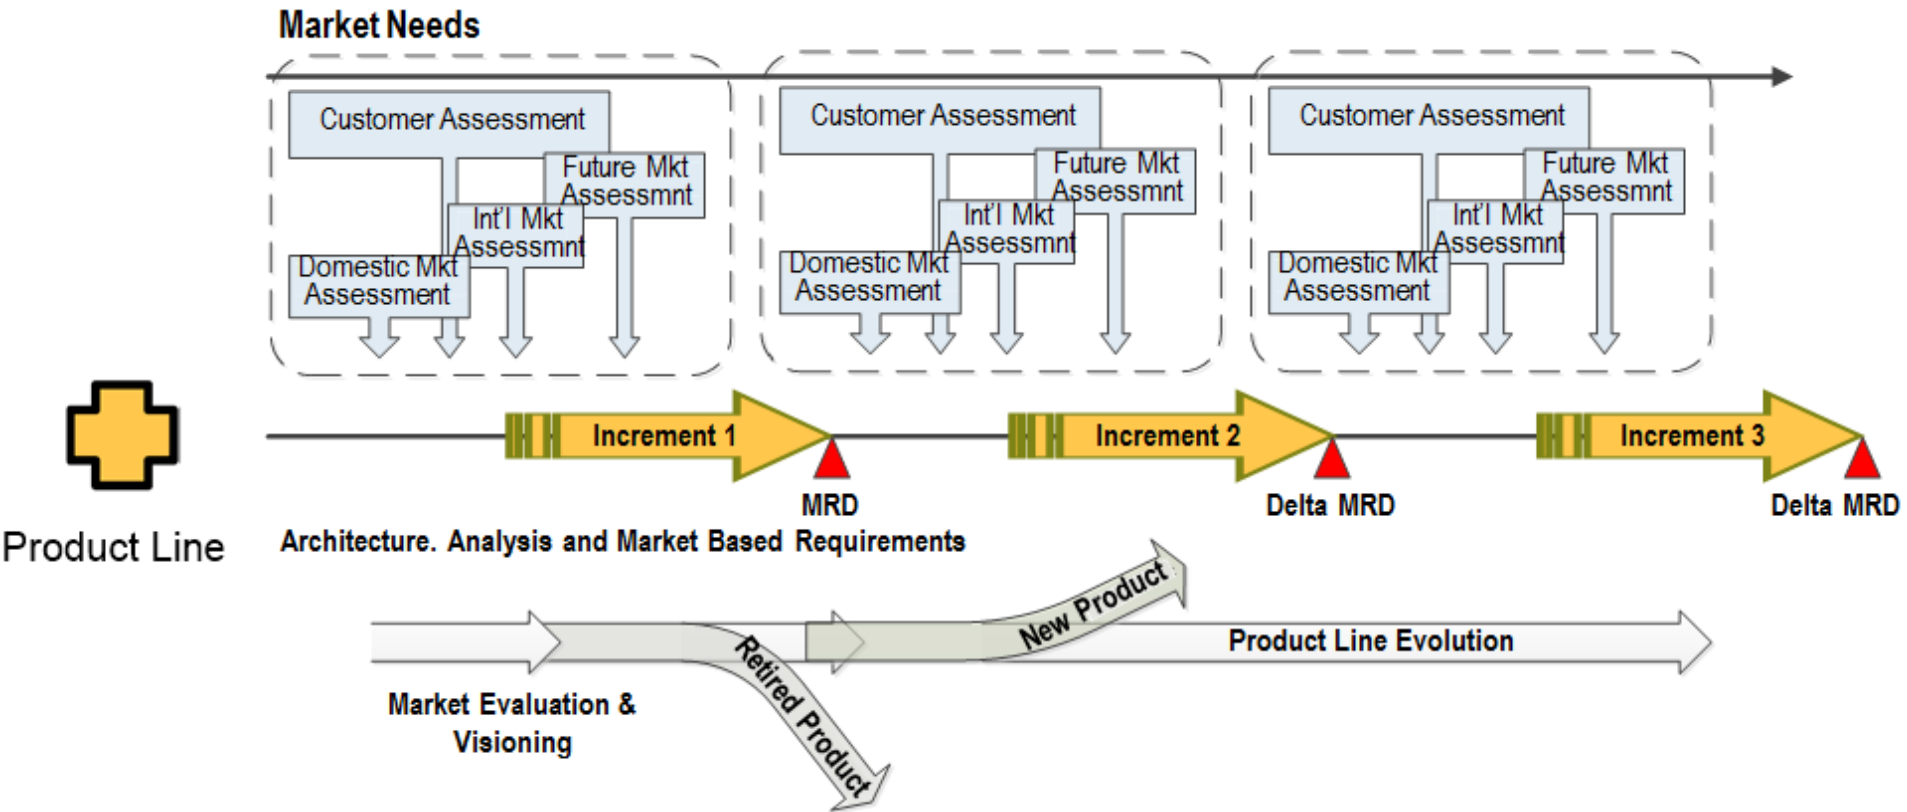 Market Needs
Customer Assessment
Future Mkt
Assessmnt
Int'l Mkt
Assessmnt
Domestic Mkt
Assessment
Customer Assessment
Future Mkt
Assessmnt
Int'l Mkt
Assessmnt
Domestic Mkt
Assessment
Customer Assessment
Future Mkt
Assessmnt
Int'l Mkt
Assessmnt
Domestic Mkt
Assessment
Increment 1
Increment 2
Increment 3
MRD
Delta MRD
Delta MRD
Product Line
Architecture. Analysis and Market Based Requirements
New Product
Retired Product
Product Line Evolution
Market Evaluation &
Visioning